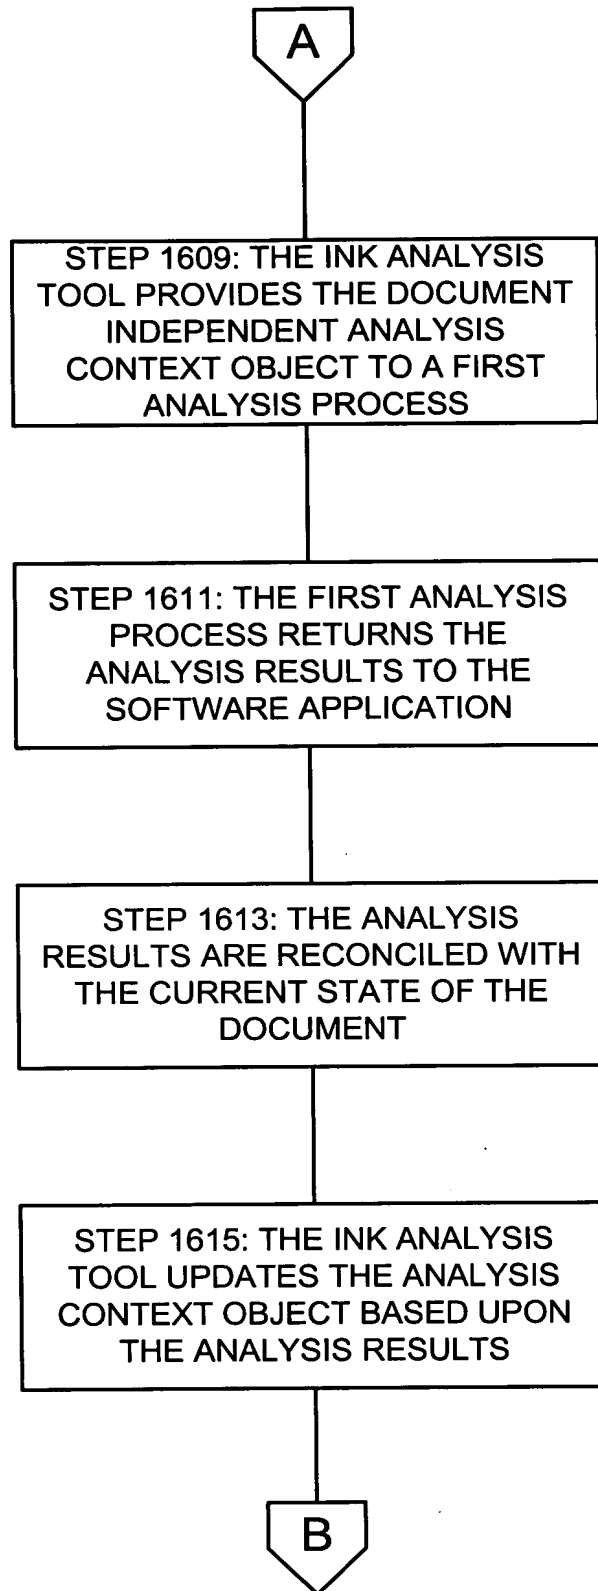 A
STEP 1609: THE INK ANALYSIS
TOOL PROVIDES THE DOCUMENT
INDEPENDENT ANALYSIS
CONTEXT OBJECT TO A FIRST
ANALYSIS PROCESS
STEP 1611: THE FIRST ANALYSIS
PROCESS RETURNS THE
ANALYSIS RESULTS TO THE
SOFTWARE APPLICATION
STEP 1613: THE ANALYSIS
RESULTS ARE RECONCILED WITH
THE CURRENT STATE OF THE
DOCUMENT
STEP 1615: THE INK ANALYSIS
TOOL UPDATES THE ANALYSIS
CONTEXT OBJECT BASED UPON
THE ANALYSIS RESULTS
B